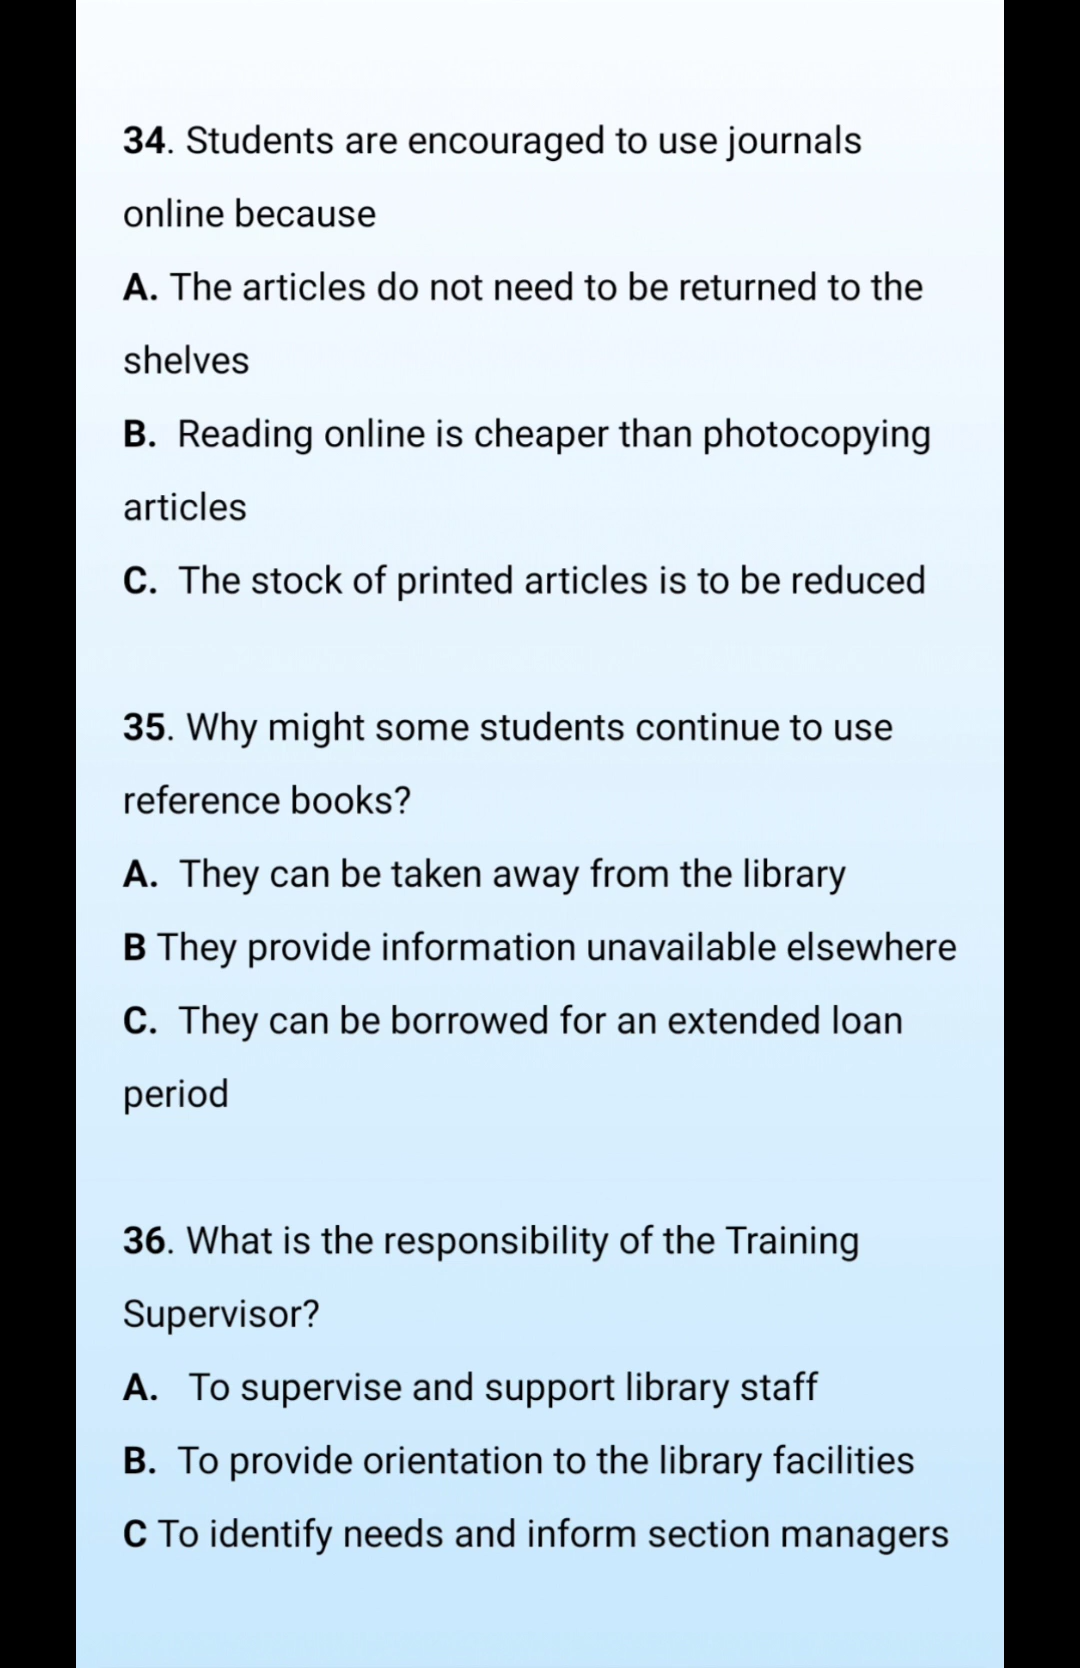 34. Students are encouraged to use journals
online because
A. The articles do not need to be returned to the
shelves
B. Reading online is cheaper than photocopying
articles
C. The stock of printed articles is to be reduced
35. Why might some students continue to use
reference books?
A. They can be taken away from the library
B They provide information unavailable elsewhere
C. They can be borrowed for an extended loan
period
36. What is the responsibility of the Training
Supervisor?
A. To supervise and support library staff
B. To provide orientation to the library facilities
C To identify needs and inform section managers